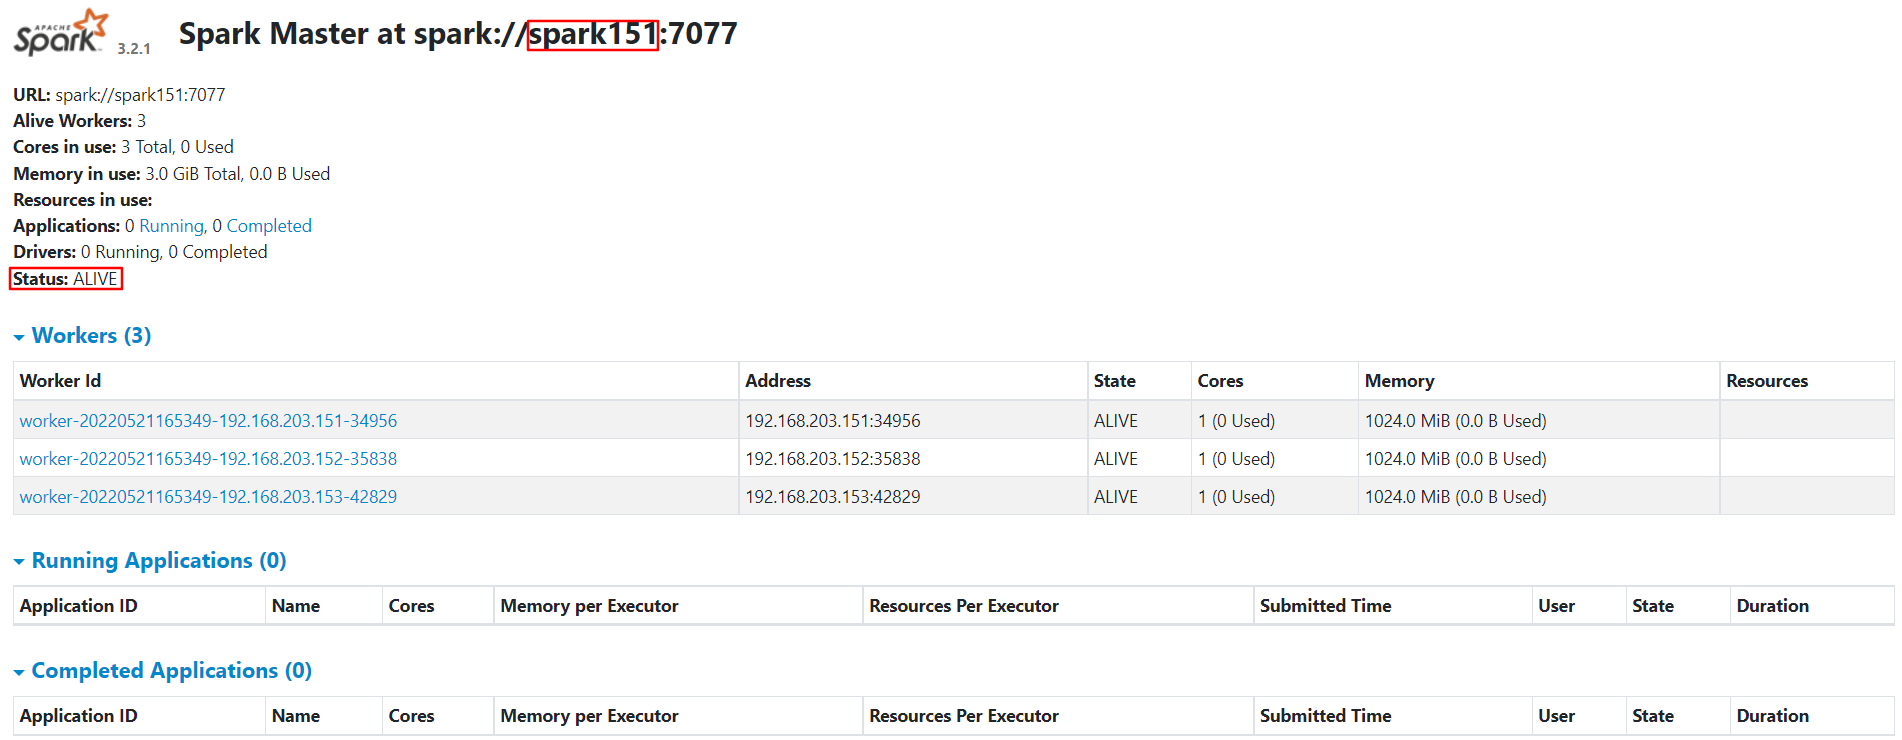 APACHE
Spark 3.2.1 Spark Master at spark://spark151:7077
URL: spark://spark151:7077
Alive Workers: 3
Cores in use: 3 Total, 0 Used
Memory in use: 3.0 GiB Total, 0.0 B Used
Resources in use:
Applications: 0 Running, 0 Completed
Drivers: 0 Running, 0 Completed
Status: ALIVE
Workers (3)
Worker Id Address State Cores Memory Resources
worker-20220521165349-192.168.203.151-34956 192.168.203.151:34956 ALIVE 1 (0 Used) 1024.0 MiB (0.0 B Used)
worker-20220521165349-192.168.203.152-35838 192.168.203.152:35838 ALIVE 1 (0 Used) 1024.0 MiB (0.0 B Used)
worker-20220521165349-192.168.203.153-42829 192.168.203.153:42829 ALIVE 1 (0 Used) 1024.0 MiB (0.0 B Used)
Running Applications (0)
Application ID Name Cores Memory per Executor Resources Per Executor Submitted Time User State Duration
Completed Applications (0)
Application ID Name Cores Memory per Executor Resources Per Executor Submitted Time User State Duration